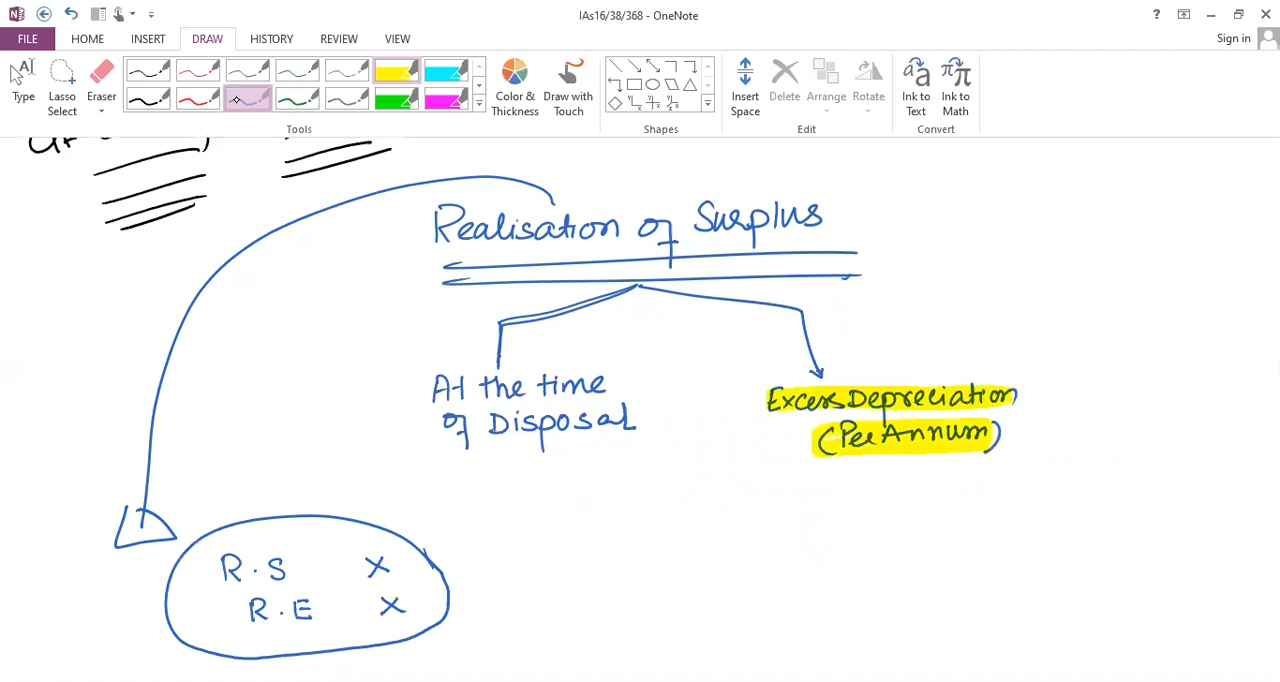 IAs16/38/368 - OneNote
?
Sign in
FILE HOME INSERT DRAW HISTORY REVIEW VIEW
Type
Lasso Select
Eraser
Color & Thickness
Draw with Touch
Insert Space
Delete
Arrange
Rotate
Ink to Text
Ink to Math
Tools
Shapes
Edit
Convert
Realisation of Surplus
At the time
of Disposal
Excess Depreciation
(Per Annum)
R.S X
R.E X